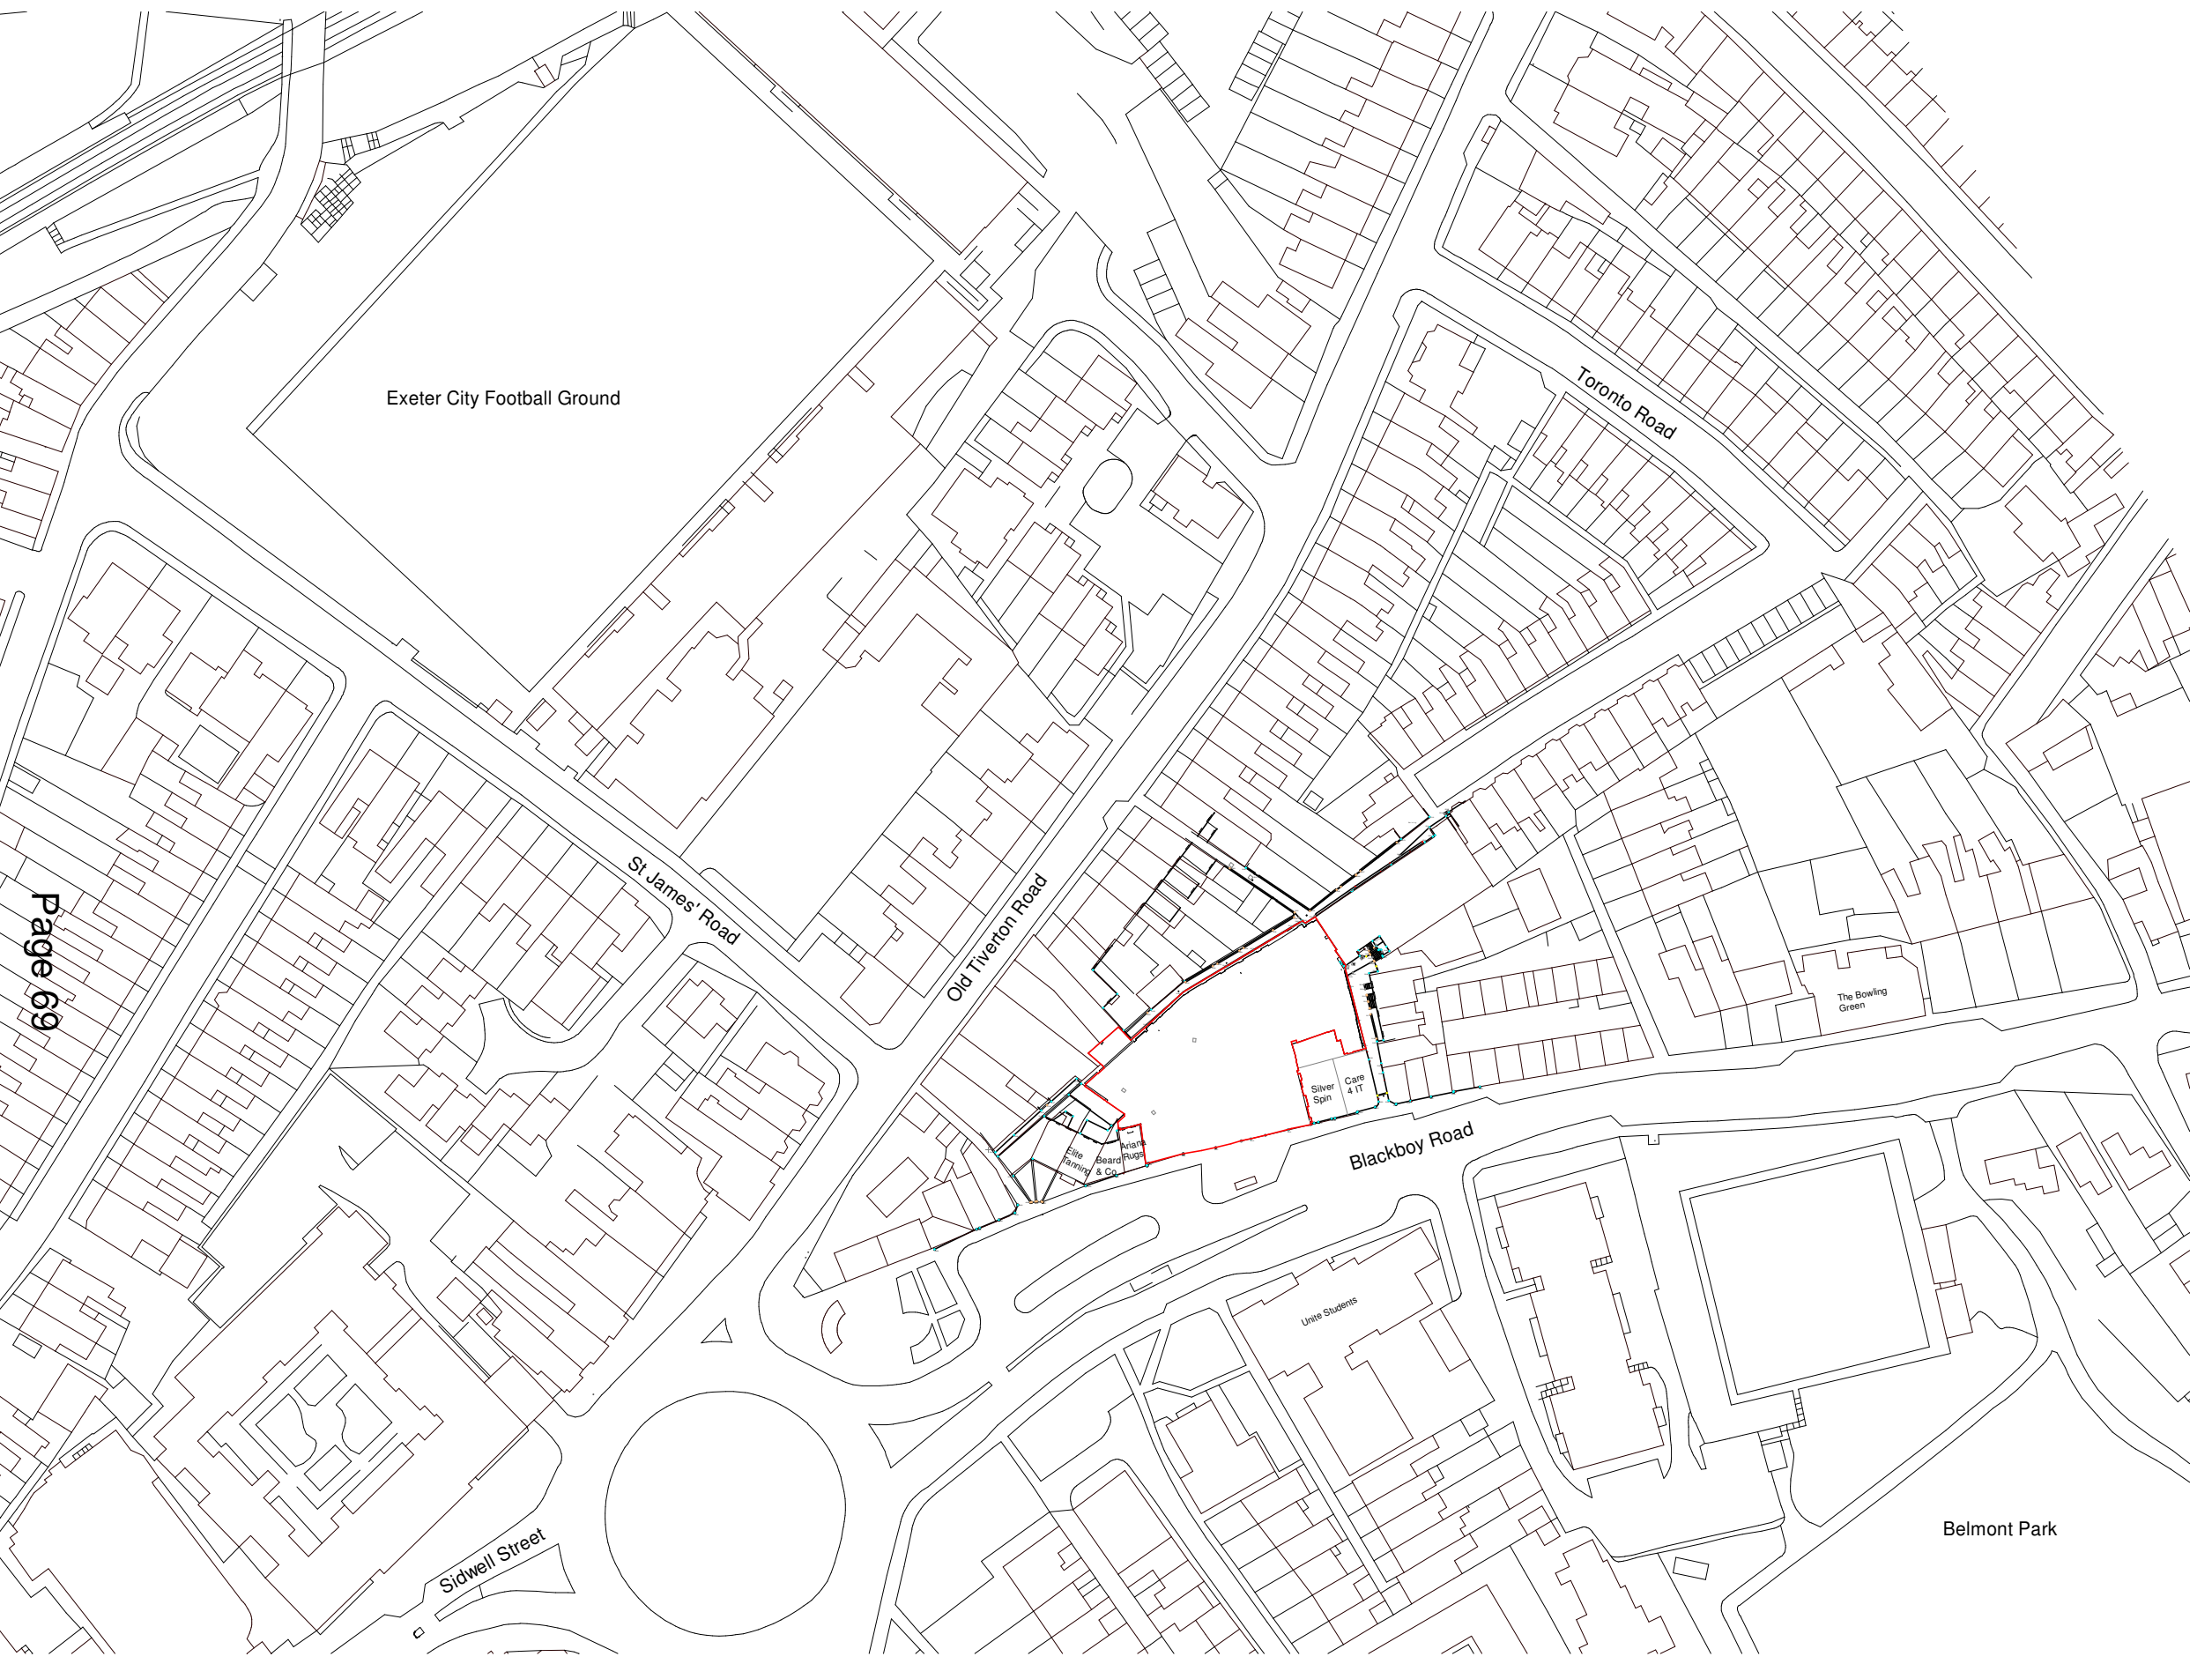 Exeter City Football Ground
Toronto Road
St James' Road
Old Tiverton Road
Page 69
The Bowling
Green
Silver
Spin
Care
4 IT
Elite
Tanning
Beard
& Co
Ariana
Rugs
Blackboy Road
Unite Students
Sidwell Street
Belmont Park